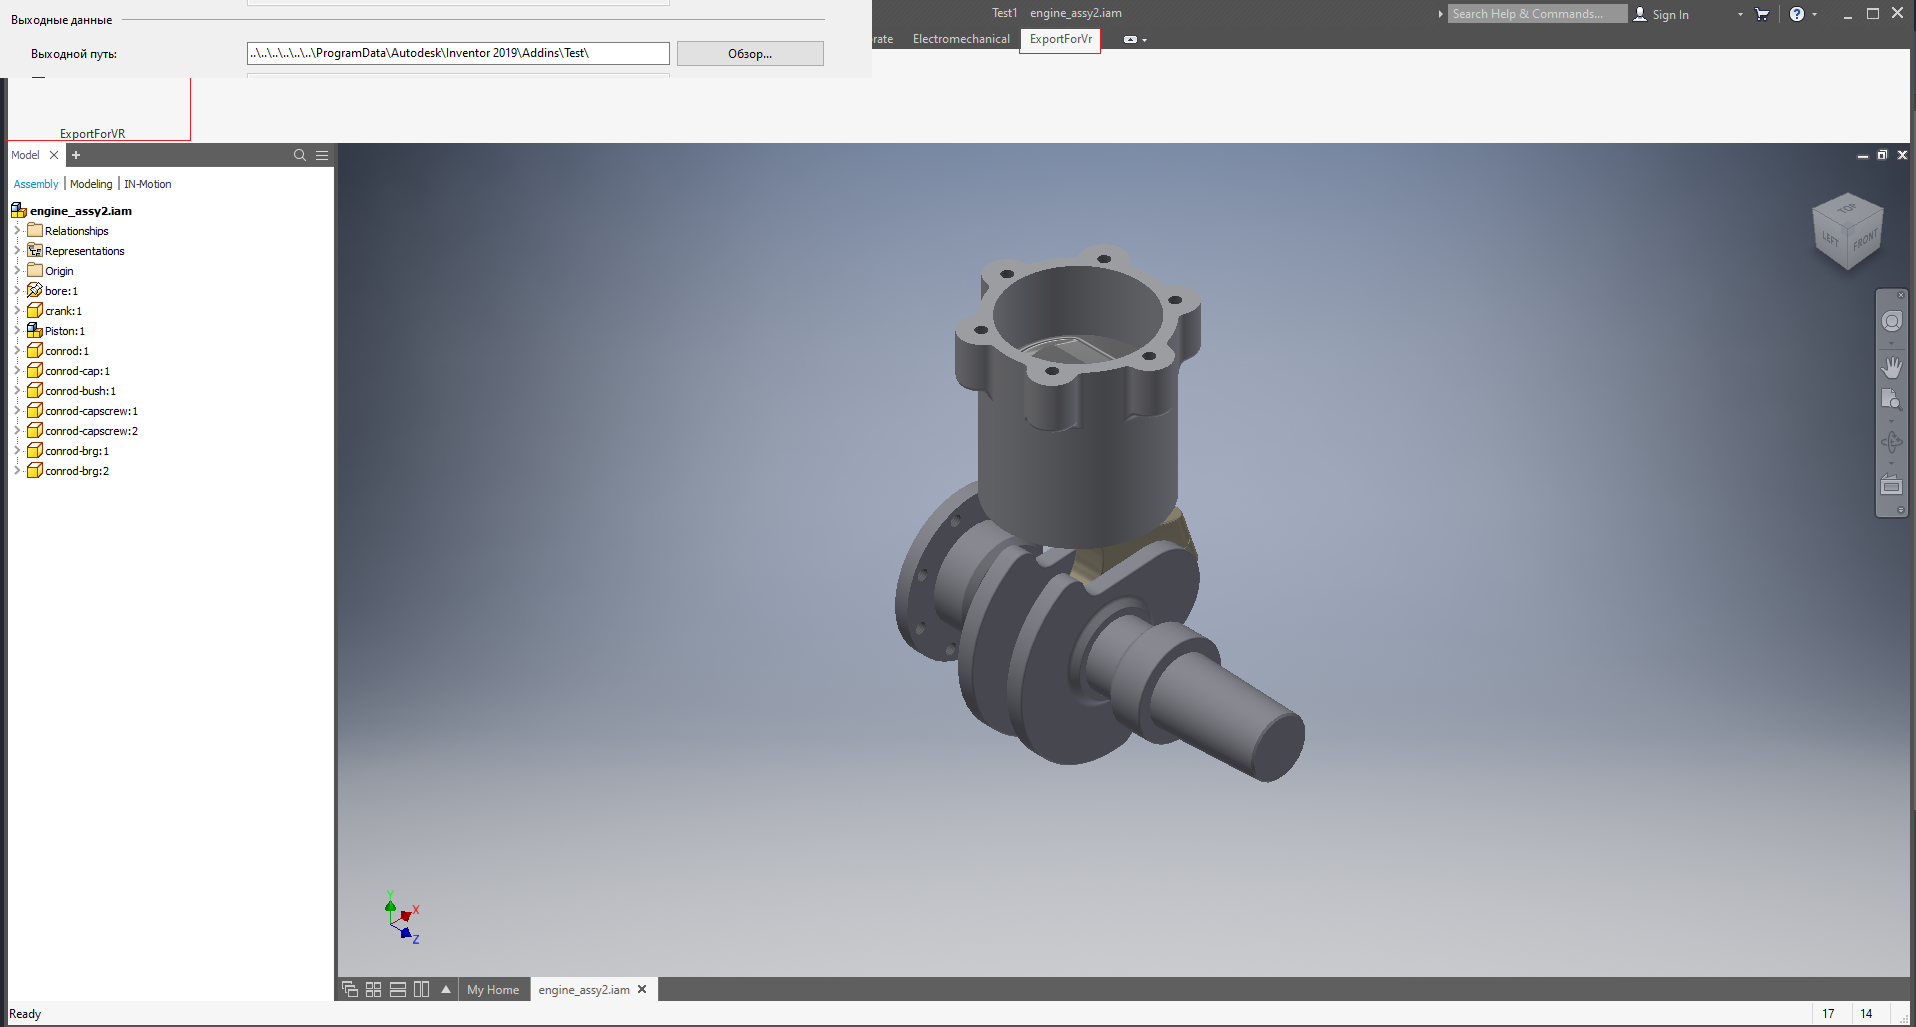 Выходные данные
Выходной путь:
..\..\..\..\..\..\ProgramData\Autodesk\Inventor 2019\Addins\Test\
Обзор...
Test1 engine_assy2.iam
Search Help & Commands...
Sign In
rate
Electromechanical
ExportForVr
ExportForVR
Model
Assembly
Modeling
IN-Motion
engine_assy2.iam
Relationships
Representations
Origin
bore:1
crank:1
Piston:1
conrod:1
conrod-cap:1
conrod-bush:1
conrod-capscrew:1
conrod-capscrew:2
conrod-brg:1
conrod-brg:2
TOP
LEFT
FRONT
Y
X
Z
My Home
engine_assy2.iam
Ready
17
14